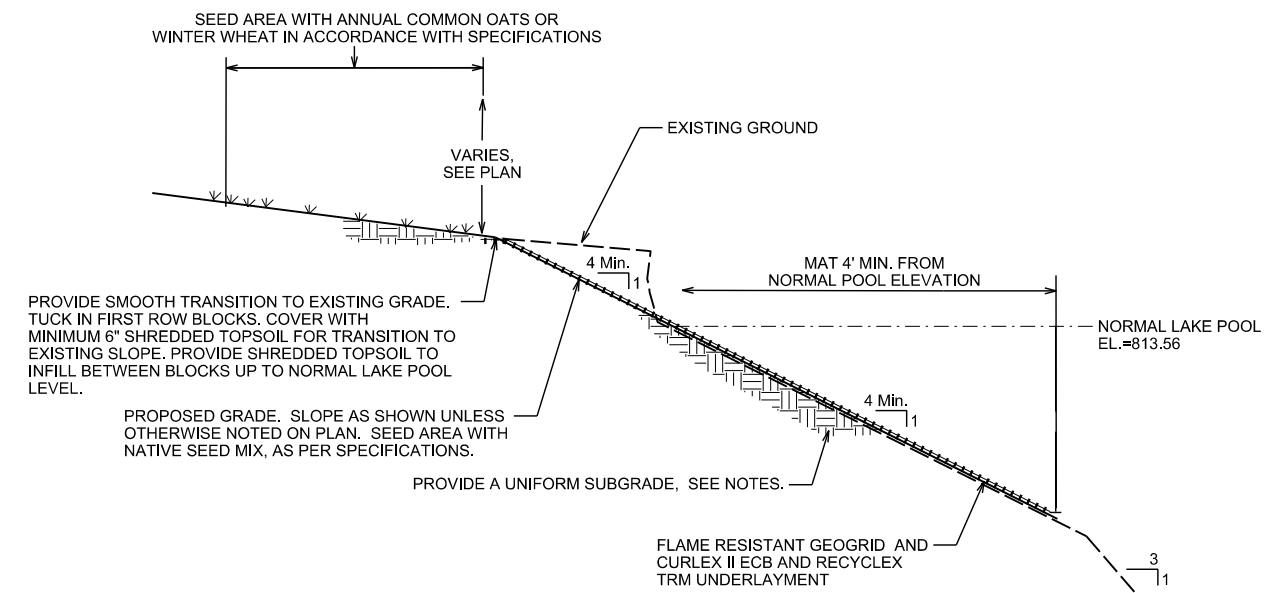 SEED AREA WITH ANNUAL COMMON OATS OR
WINTER WHEAT IN ACCORDANCE WITH SPECIFICATIONS
EXISTING GROUND
VARIES,
SEE PLAN
4 Min.
1
MAT 4' MIN. FROM
NORMAL POOL ELEVATION
PROVIDE SMOOTH TRANSITION TO EXISTING GRADE.
TUCK IN FIRST ROW BLOCKS. COVER WITH
MINIMUM 6" SHREDDED TOPSOIL FOR TRANSITION TO
EXISTING SLOPE. PROVIDE SHREDDED TOPSOIL TO
INFILL BETWEEN BLOCKS UP TO NORMAL LAKE POOL
LEVEL.
NORMAL LAKE POOL
EL.=813.56
4 Min.
1
PROPOSED GRADE. SLOPE AS SHOWN UNLESS
OTHERWISE NOTED ON PLAN. SEED AREA WITH
NATIVE SEED MIX, AS PER SPECIFICATIONS.
PROVIDE A UNIFORM SUBGRADE, SEE NOTES.
FLAME RESISTANT GEOGRID AND
CURLEX II ECB AND RECYCLEX
TRM UNDERLAYMENT
3
1